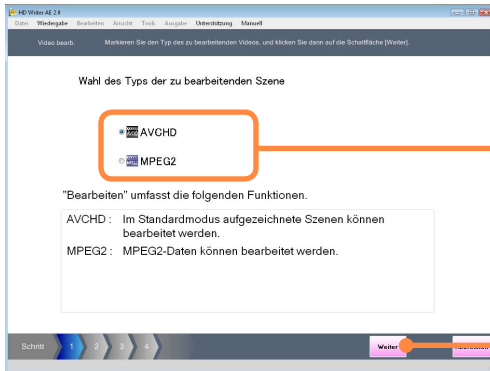 HD Writer AE 2.0
Datei Wiedergabe Bearbeiten Ansicht Tools Ausgabe Unterstützung Manuell
Video bearb. Markieren Sie den Typ des zu bearbeitenden Videos, und klicken Sie dann auf die Schaltfläche [Weiter].
Wahl des Typs der zu bearbeitenden Szene
AVCHD
MPEG2
"Bearbeiten" umfasst die folgenden Funktionen.
AVCHD : Im Standardmodus aufgezeichnete Szenen können
bearbeitet werden.
MPEG2 : MPEG2-Daten können bearbeitet werden.
Schritt 1 2 3 4 Weiter